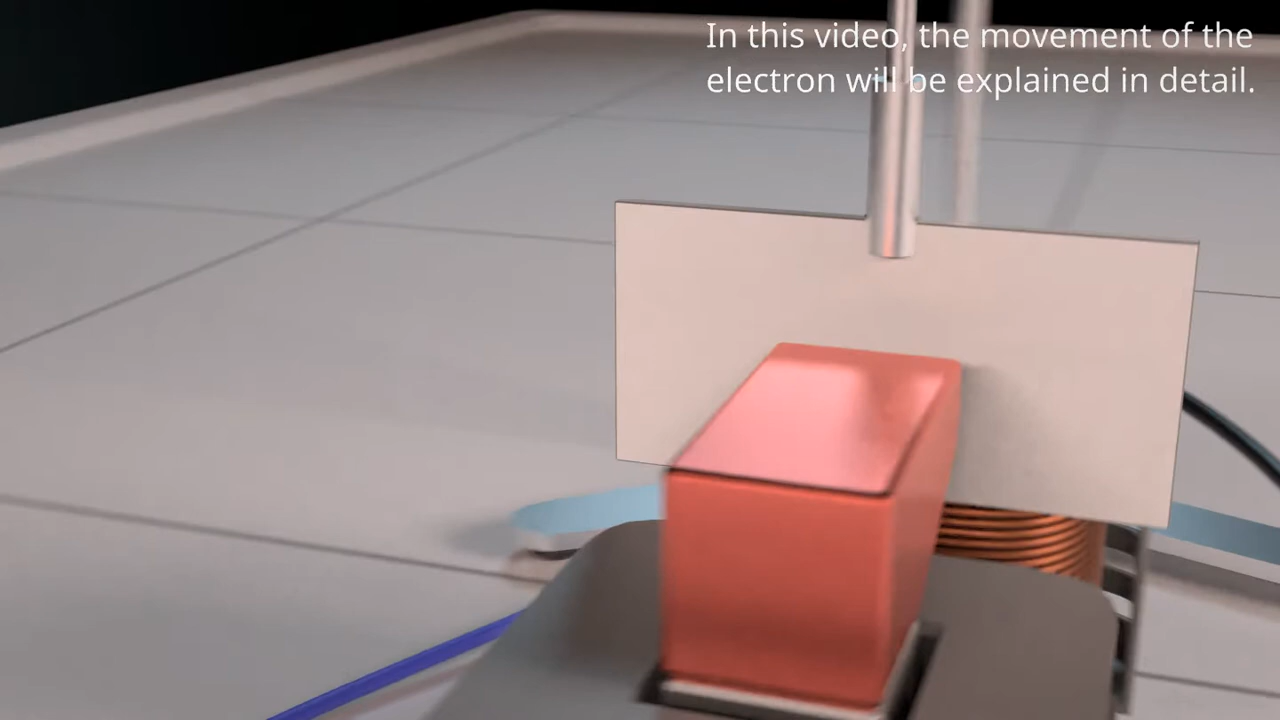 In this video, the movement of the
electron will be explained in detail.